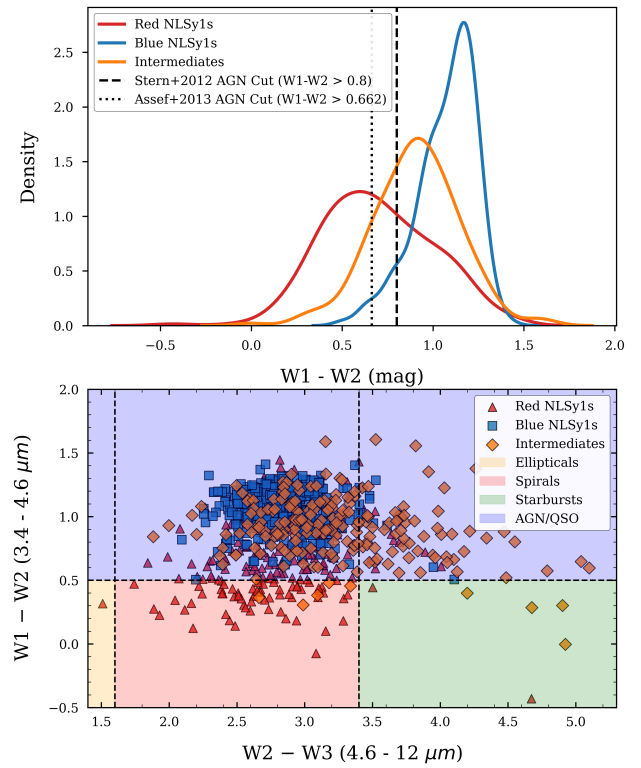 Red NLSy1s
Blue NLSy1s
Intermediates
Stern+2012 AGN Cut (W1-W2 > 0.8)
Assef+2013 AGN Cut (W1-W2 > 0.662)
Density
2.5
2.0
1.5
1.0
0.5
0.0
−0.5 0.0 0.5 1.0 1.5 2.0
W1 - W2 (mag)
Red NLSy1s
Blue NLSy1s
Intermediates
Ellipticals
Spirals
Starbursts
AGN/QSO
W1 − W2 (3.4 - 4.6 μm)
2.0
1.5
1.0
0.5
0.0
−0.5
1.5 2.0 2.5 3.0 3.5 4.0 4.5 5.0
W2 − W3 (4.6 - 12 μm)